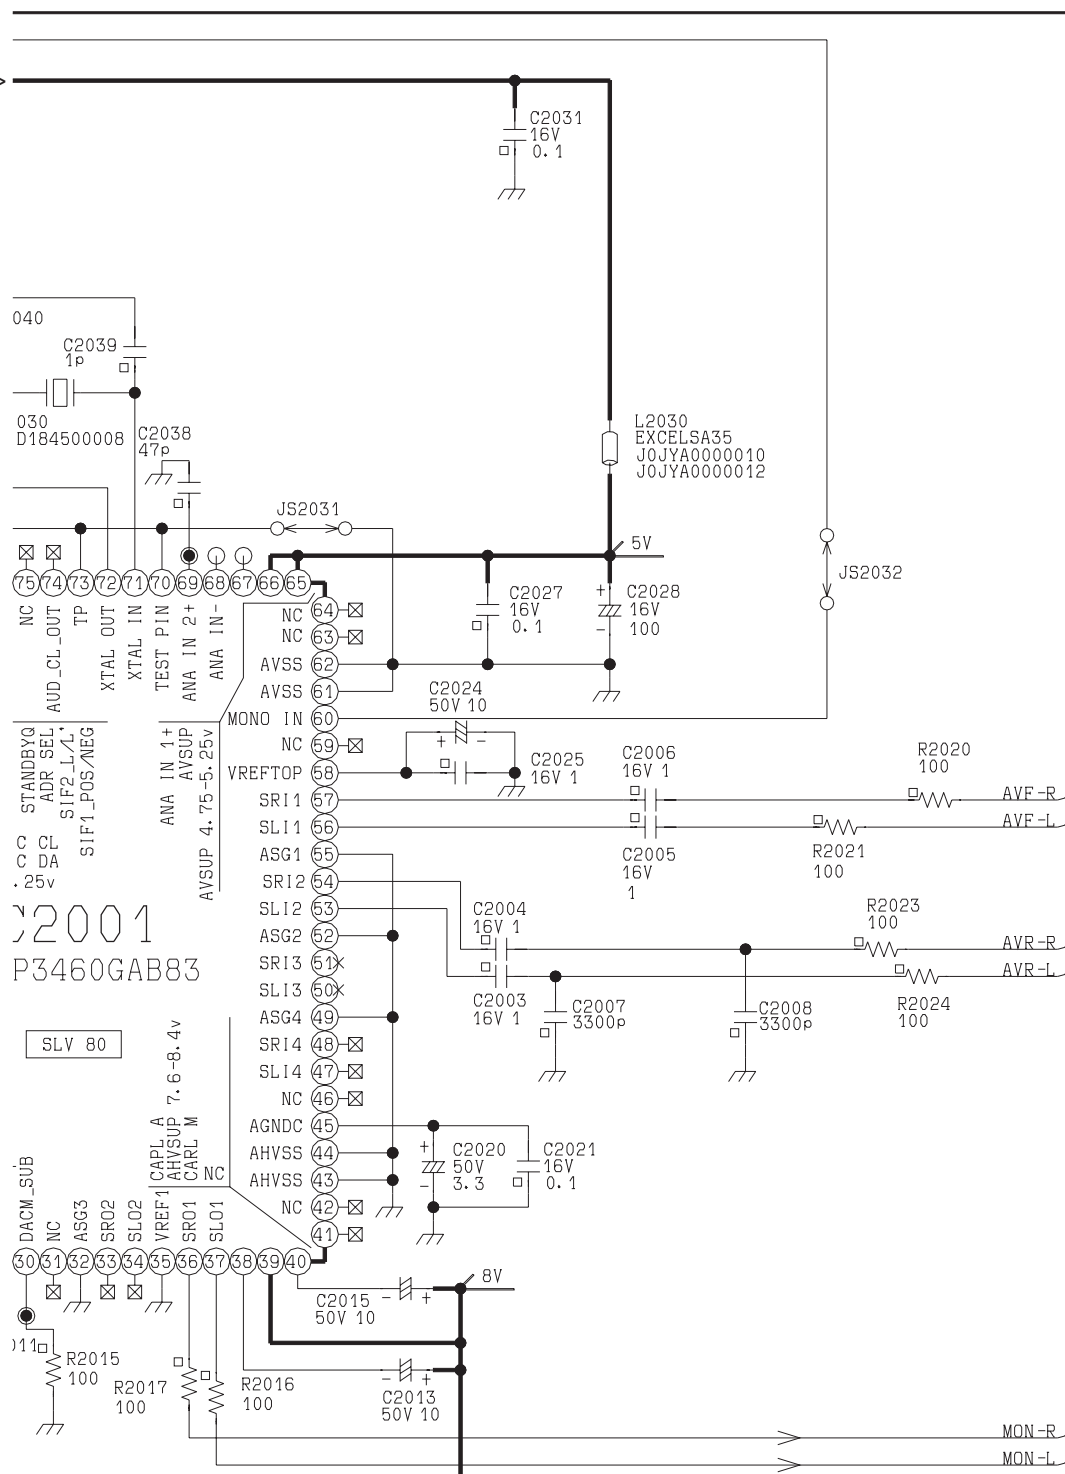 C2031
16V
0.1
040
C2039
1p
030
D184500008
C2038
47p
L2030
EXCELSA35
J0JYA0000010
J0JYA0000012
JS2031
5V
JS2032
75 74 73 72 71 70 69 68 67 66 65
NC
AUD_CL_OUT
TP
XTAL OUT
XTAL IN
TEST PIN
ANA IN 2+
ANA IN-
C2027
16V
0.1
C2028
16V
100
NC 64
NC 63
AVSS 62
AVSS 61
MONO IN 60
NC 59
VREFTOP 58
SRI1 57
SLI1 56
ASG1 55
SRI2 54
SLI2 53
ASG2 52
SRI3 51
SLI3 50
ASG4 49
SRI4 48
SLI4 47
NC 46
AGNDC 45
AHVSS 44
AHVSS 43
NC 42
41
STANDBYQ
ADR SEL
SIF2_L/L'
SIF1_POS/NEG
ANA IN 1+
AVSUP
AVSUP 4.75-5.25v
C CL
C DA
.25v
C2001
P3460GAB83
SLV 80
C2024
50V 10
C2025
16V 1
C2006
16V 1
C2005
16V
1
R2020
100
AVF-R
AVF-L
R2021
100
C2004
16V 1
R2023
100
AVR-R
AVR-L
C2003
16V 1
C2007
3300p
C2008
3300p
R2024
100
C2020
50V
3.3
C2021
16V
0.1
CAPL A
AHVSUP 7.6-8.4v
CARL M
NC
DACM_SUB
NC
ASG3
SRO2
SLO2
VREF1
SRO1
SLO1
30 31 32 33 34 35 36 37 38 39 40
8V
C2015
50V 10
011
R2015
100
R2017
100
R2016
100
C2013
50V 10
MON-R
MON-L